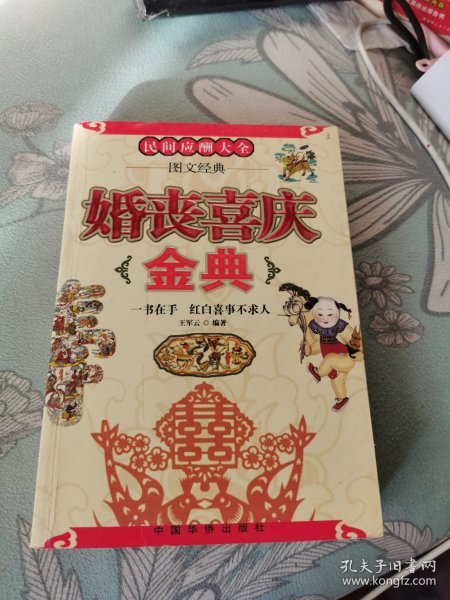 民间应酬大全
图文经典
婚丧喜庆
金典
一书在手 红白喜事不求人
王军云◎编著
囍
中国华侨出版社
孔夫子旧书网
www.kongfz.com